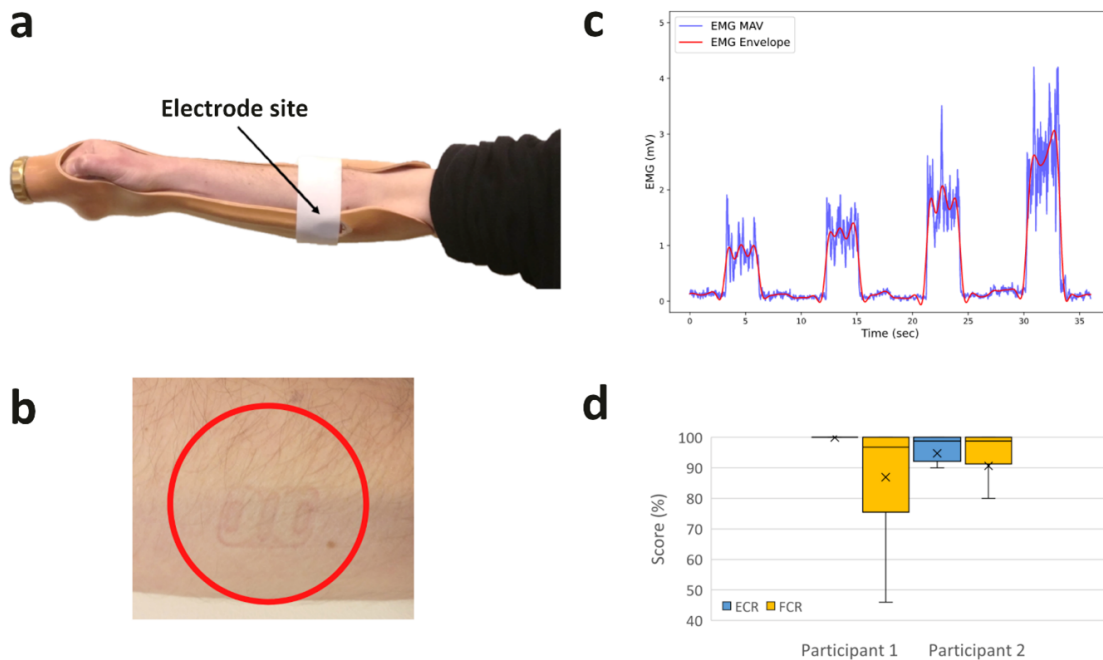 a
Electrode site
b
c
EMG MAV
EMG Envelope
5
4
3
2
1
0
EMG (mV)
0 5 10 15 20 25 30 35
Time (sec)
d
100
90
80
70
60
50
40
Score (%)
ECR FCR
Participant 1 Participant 2